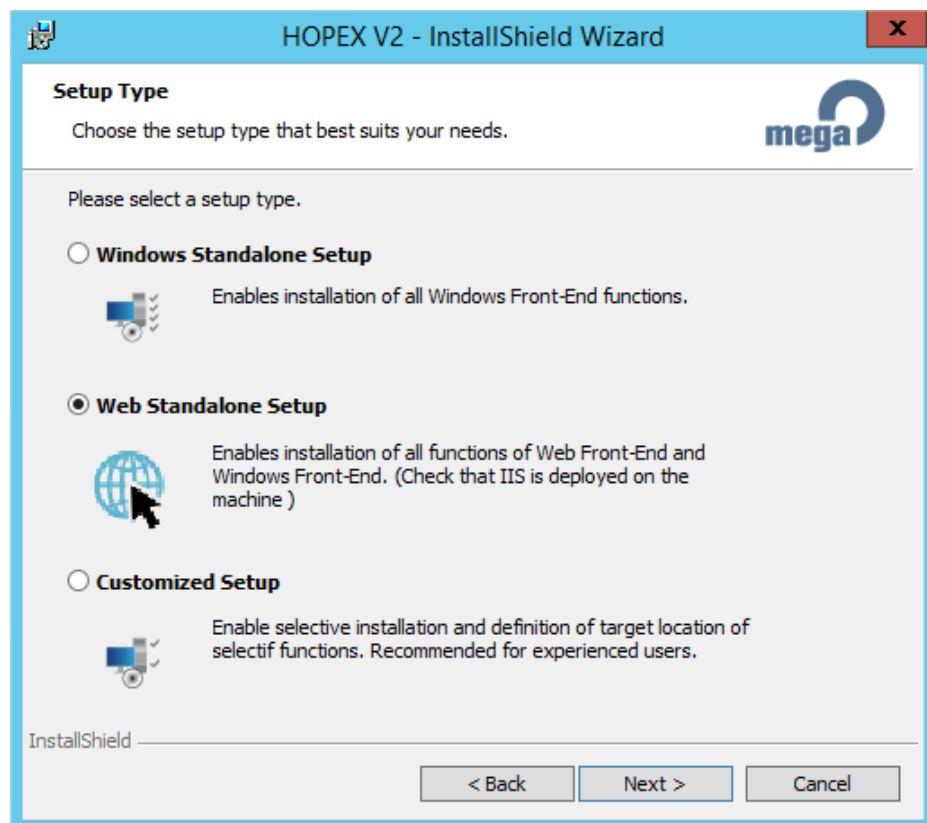 HOPEX V2 - InstallShield Wizard
x
Setup Type
Choose the setup type that best suits your needs.
mega
Please select a setup type.
Windows Standalone Setup
Enables installation of all Windows Front-End functions.
Web Standalone Setup
Enables installation of all functions of Web Front-End and
Windows Front-End. (Check that IIS is deployed on the
machine )
Customized Setup
Enable selective installation and definition of target location of
selectif functions. Recommended for experienced users.
InstallShield
< Back
Next >
Cancel